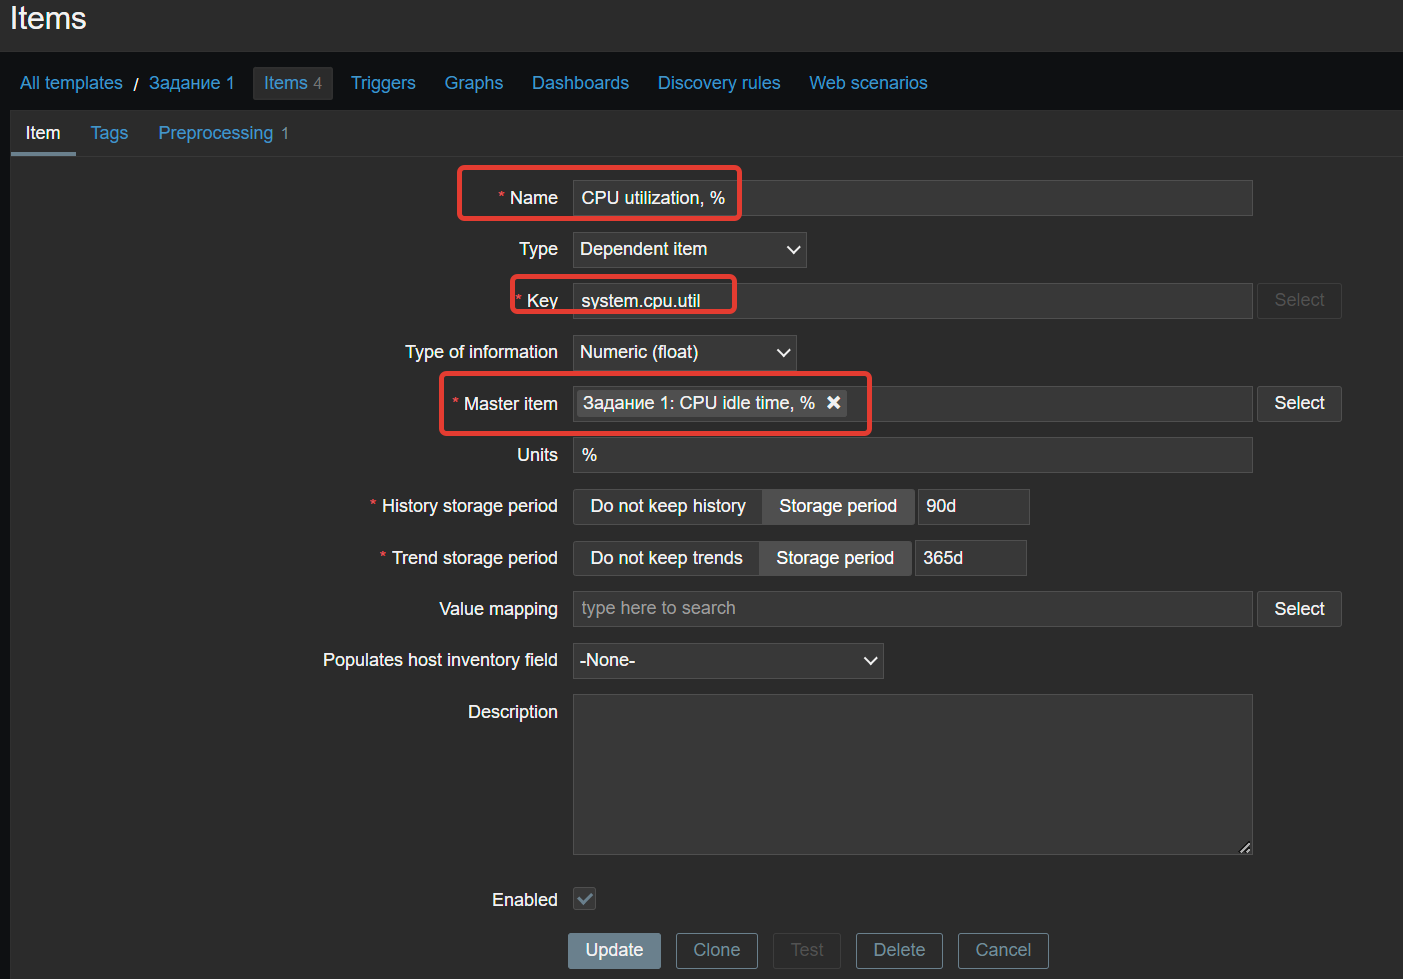 Items
All templates / Задание 1 Items 4 Triggers Graphs Dashboards Discovery rules Web scenarios
Item Tags Preprocessing 1
* Name CPU utilization, %
Type Dependent item
* Key system.cpu.util Select
Type of information Numeric (float)
* Master item Задание 1: CPU idle time, % Select
Units %
* History storage period Do not keep history Storage period 90d
* Trend storage period Do not keep trends Storage period 365d
Value mapping type here to search Select
Populates host inventory field -None-
Description
Enabled
Update Clone Test Delete Cancel